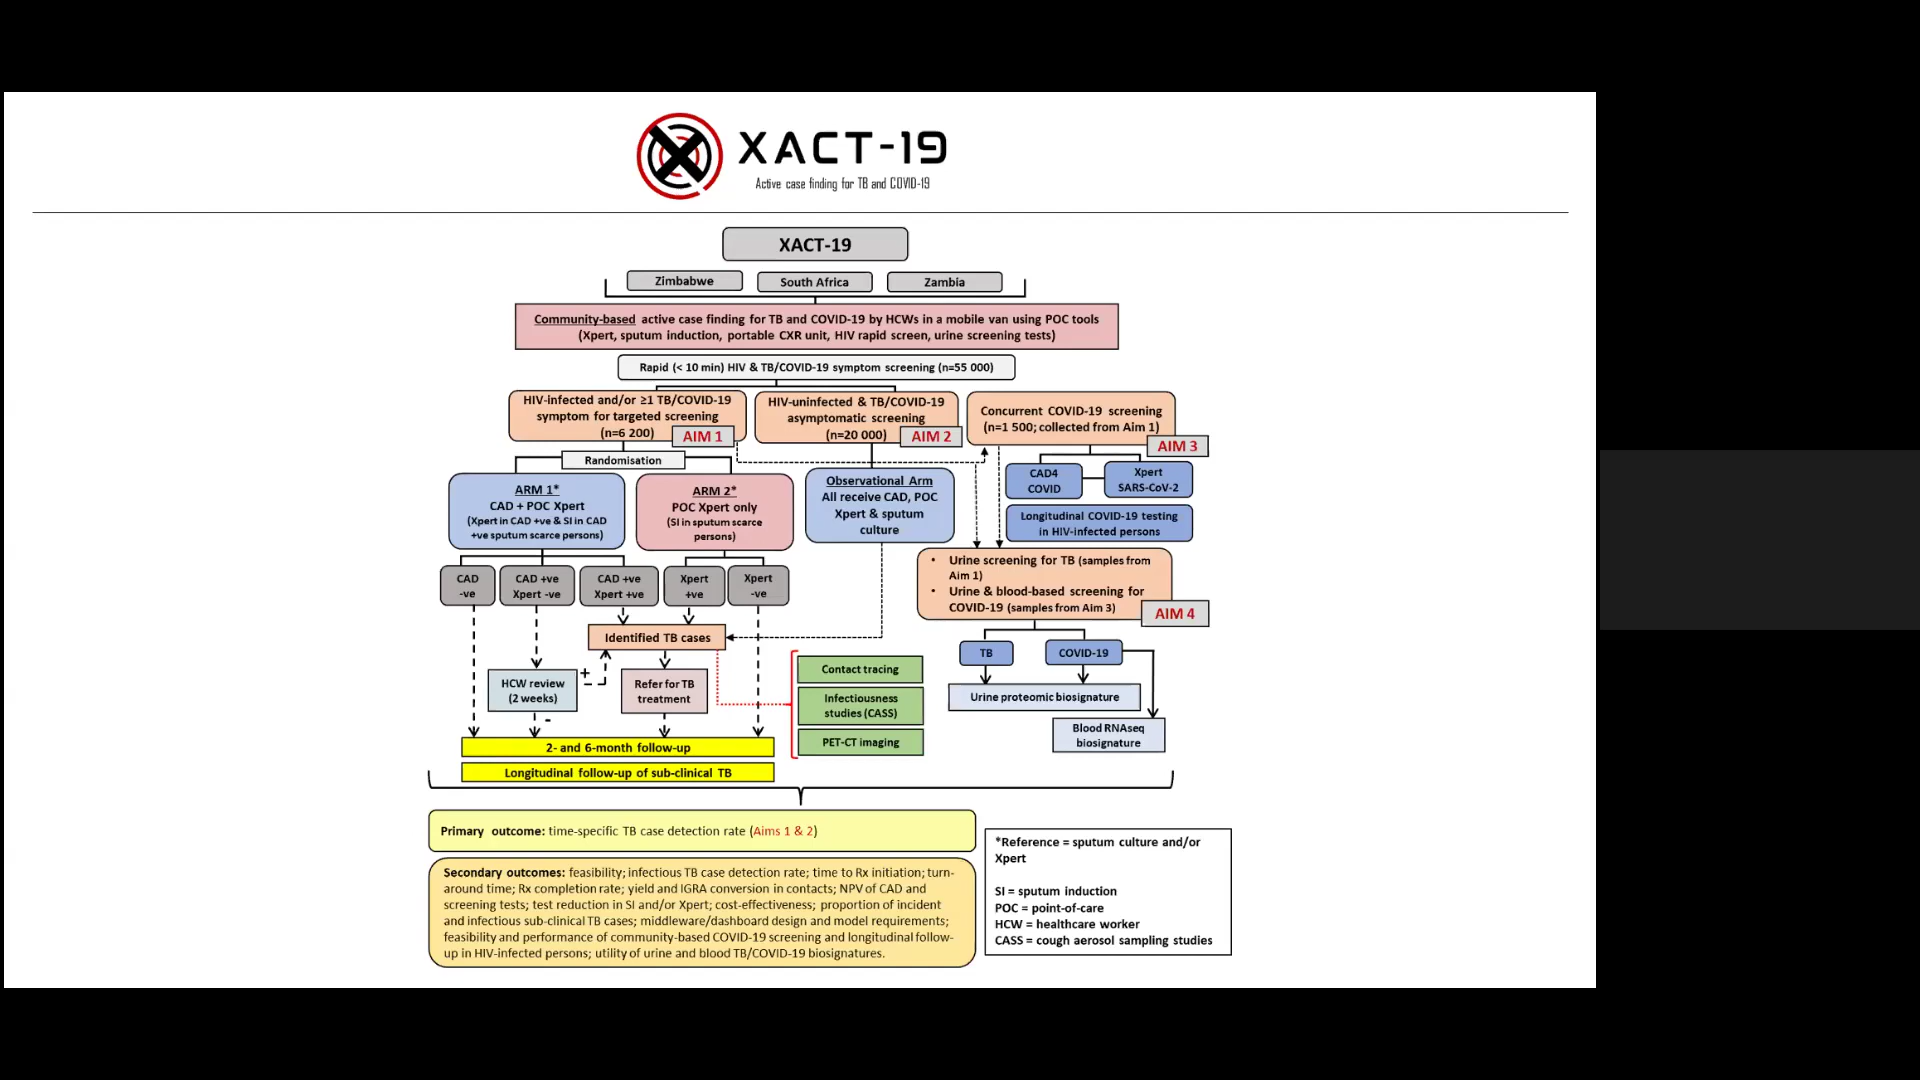 XACT-19
Active case finding for TB and COVID-19
XACT-19
Zimbabwe
South Africa
Zambia
Community-based active case finding for TB and COVID-19 by HCWs in a mobile van using POC tools
(Xpert, sputum induction, portable CXR unit, HIV rapid screen, urine screening tests)
Rapid (< 10 min) HIV & TB/COVID-19 symptom screening (n=55 000)
HIV-infected and/or ≥1 TB/COVID-19
symptom for targeted screening
(n=6 200)
AIM 1
HIV-uninfected & TB/COVID-19
asymptomatic screening
(n=20 000)
AIM 2
Concurrent COVID-19 screening
(n=1 500; collected from Aim 1)
AIM 3
Randomisation
ARM 1*
CAD + POC Xpert
(Xpert in CAD +ve & SI in CAD
+ve sputum scarce persons)
ARM 2*
POC Xpert only
(SI in sputum scarce
persons)
Observational Arm
All receive CAD, POC
Xpert & sputum
culture
CAD4
COVID
Xpert
SARS-CoV-2
Longitudinal COVID-19 testing
in HIV-infected persons
CAD
-ve
CAD +ve
Xpert -ve
CAD +ve
Xpert +ve
Xpert
+ve
Xpert
-ve
• Urine screening for TB (samples from
Aim 1)
• Urine & blood-based screening for
COVID-19 (samples from Aim 3)
AIM 4
Identified TB cases
HCW review
(2 weeks)
+
-
Refer for TB
treatment
Contact tracing
Infectiousness
studies (CASS)
PET-CT imaging
TB
COVID-19
Urine proteomic biosignature
Blood RNAseq
biosignature
2- and 6-month follow-up
Longitudinal follow-up of sub-clinical TB
Primary outcome: time-specific TB case detection rate (Aims 1 & 2)
Secondary outcomes: feasibility; infectious TB case detection rate; time to Rx initiation; turn-
around time; Rx completion rate; yield and IGRA conversion in contacts; NPV of CAD and
screening tests; test reduction in SI and/or Xpert; cost-effectiveness; proportion of incident
and infectious sub-clinical TB cases; middleware/dashboard design and model requirements;
feasibility and performance of community-based COVID-19 screening and longitudinal follow-
up in HIV-infected persons; utility of urine and blood TB/COVID-19 biosignatures.
*Reference = sputum culture and/or
Xpert
SI = sputum induction
POC = point-of-care
HCW = healthcare worker
CASS = cough aerosol sampling studies